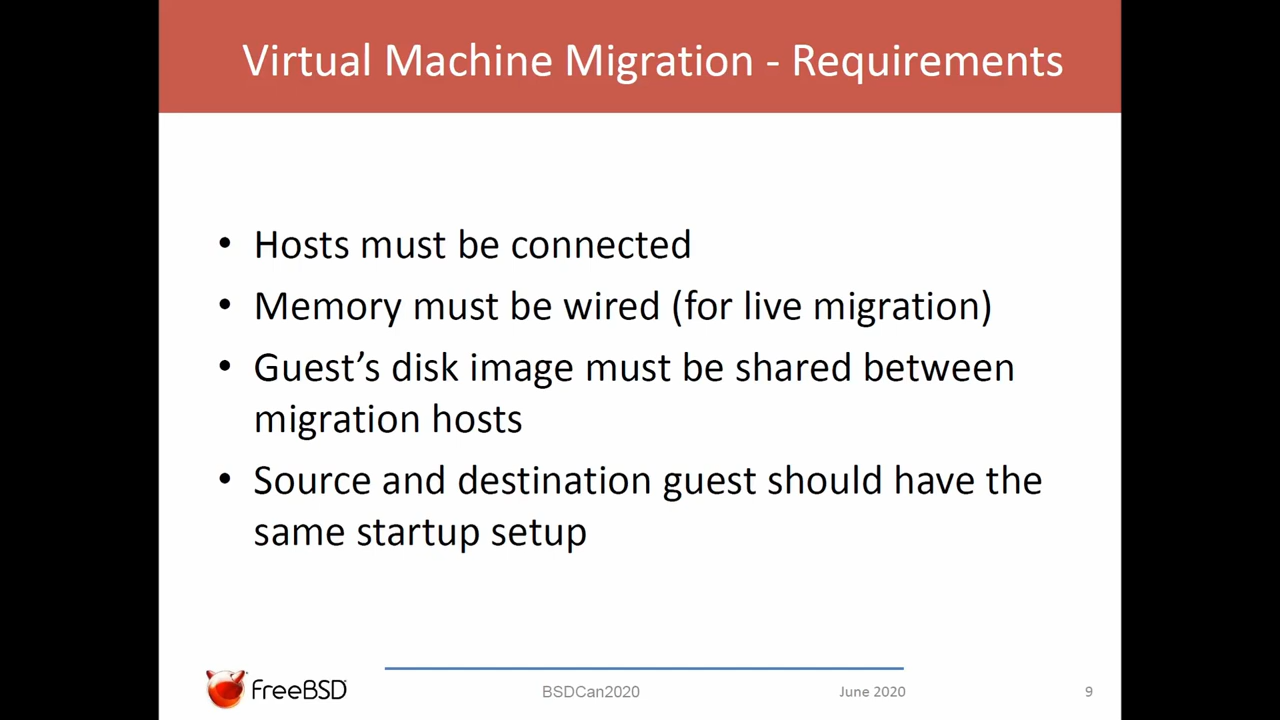 Virtual Machine Migration - Requirements
• Hosts must be connected
• Memory must be wired (for live migration)
• Guest’s disk image must be shared between
migration hosts
• Source and destination guest should have the
same startup setup
FreeBSD
BSDCan2020
June 2020
9